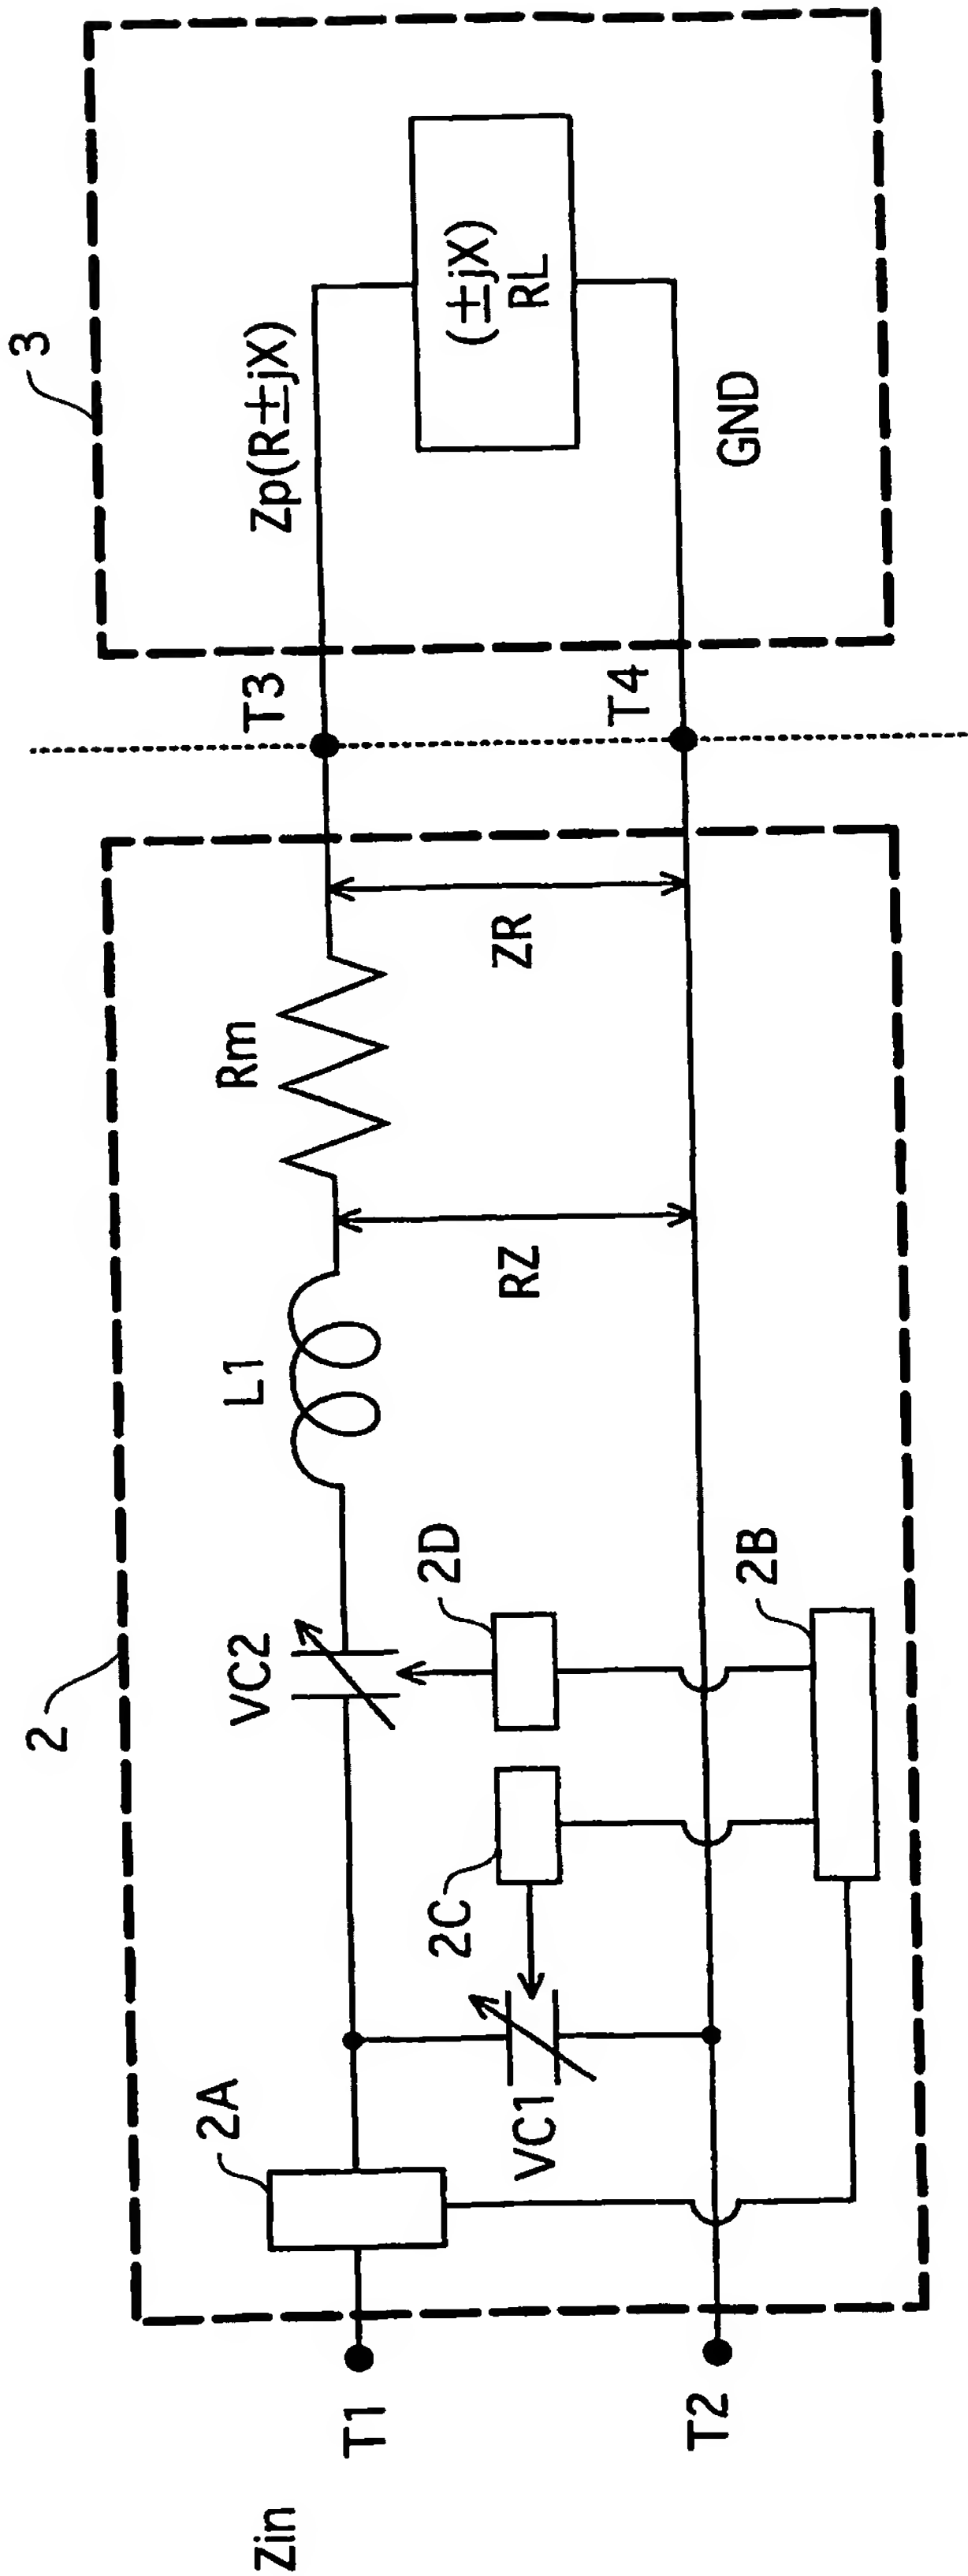 3
Zp(R±jX)
(±jX)
RL
GND
T3
T4
2
Rm
ZR
L1
RZ
VC2
2D
2B
2C
VC1
2A
T1
T2
Zin